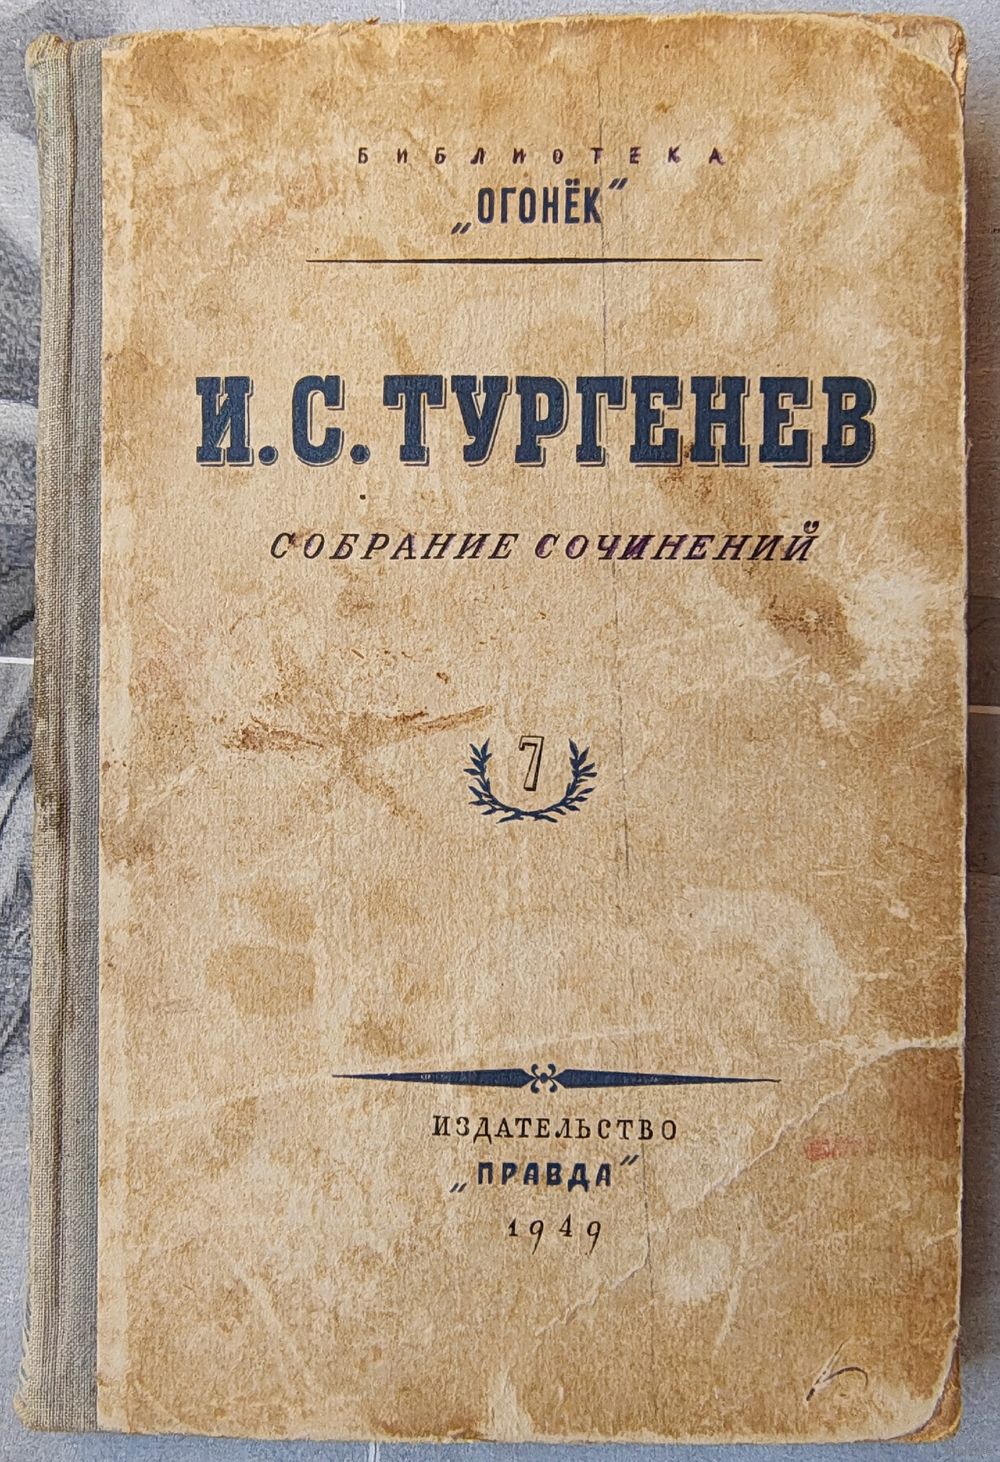 БИБЛИОТЕКА
„ОГОНЁК"
И.С.ТУРГЕНЕВ
СОБРАНИЕ СОЧИНЕНИЙ
7
ИЗДАТЕЛЬСТВО
„ПРАВДА"
1949